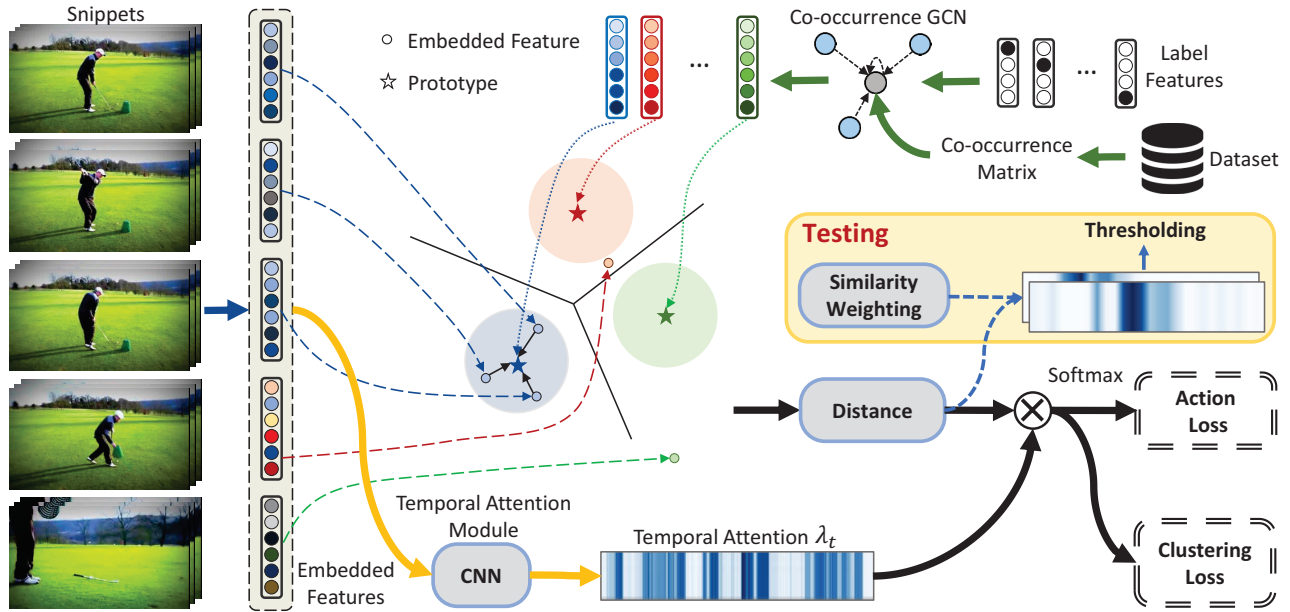 Snippets
Embedded Feature
Prototype
...
Co-occurrence GCN
...
Label
Features
Co-occurrence
Matrix
Dataset
Testing
Thresholding
Similarity
Weighting
Softmax
Distance
Action
Loss
Temporal Attention
Module
CNN
Temporal Attention λt
Embedded
Features
Clustering
Loss